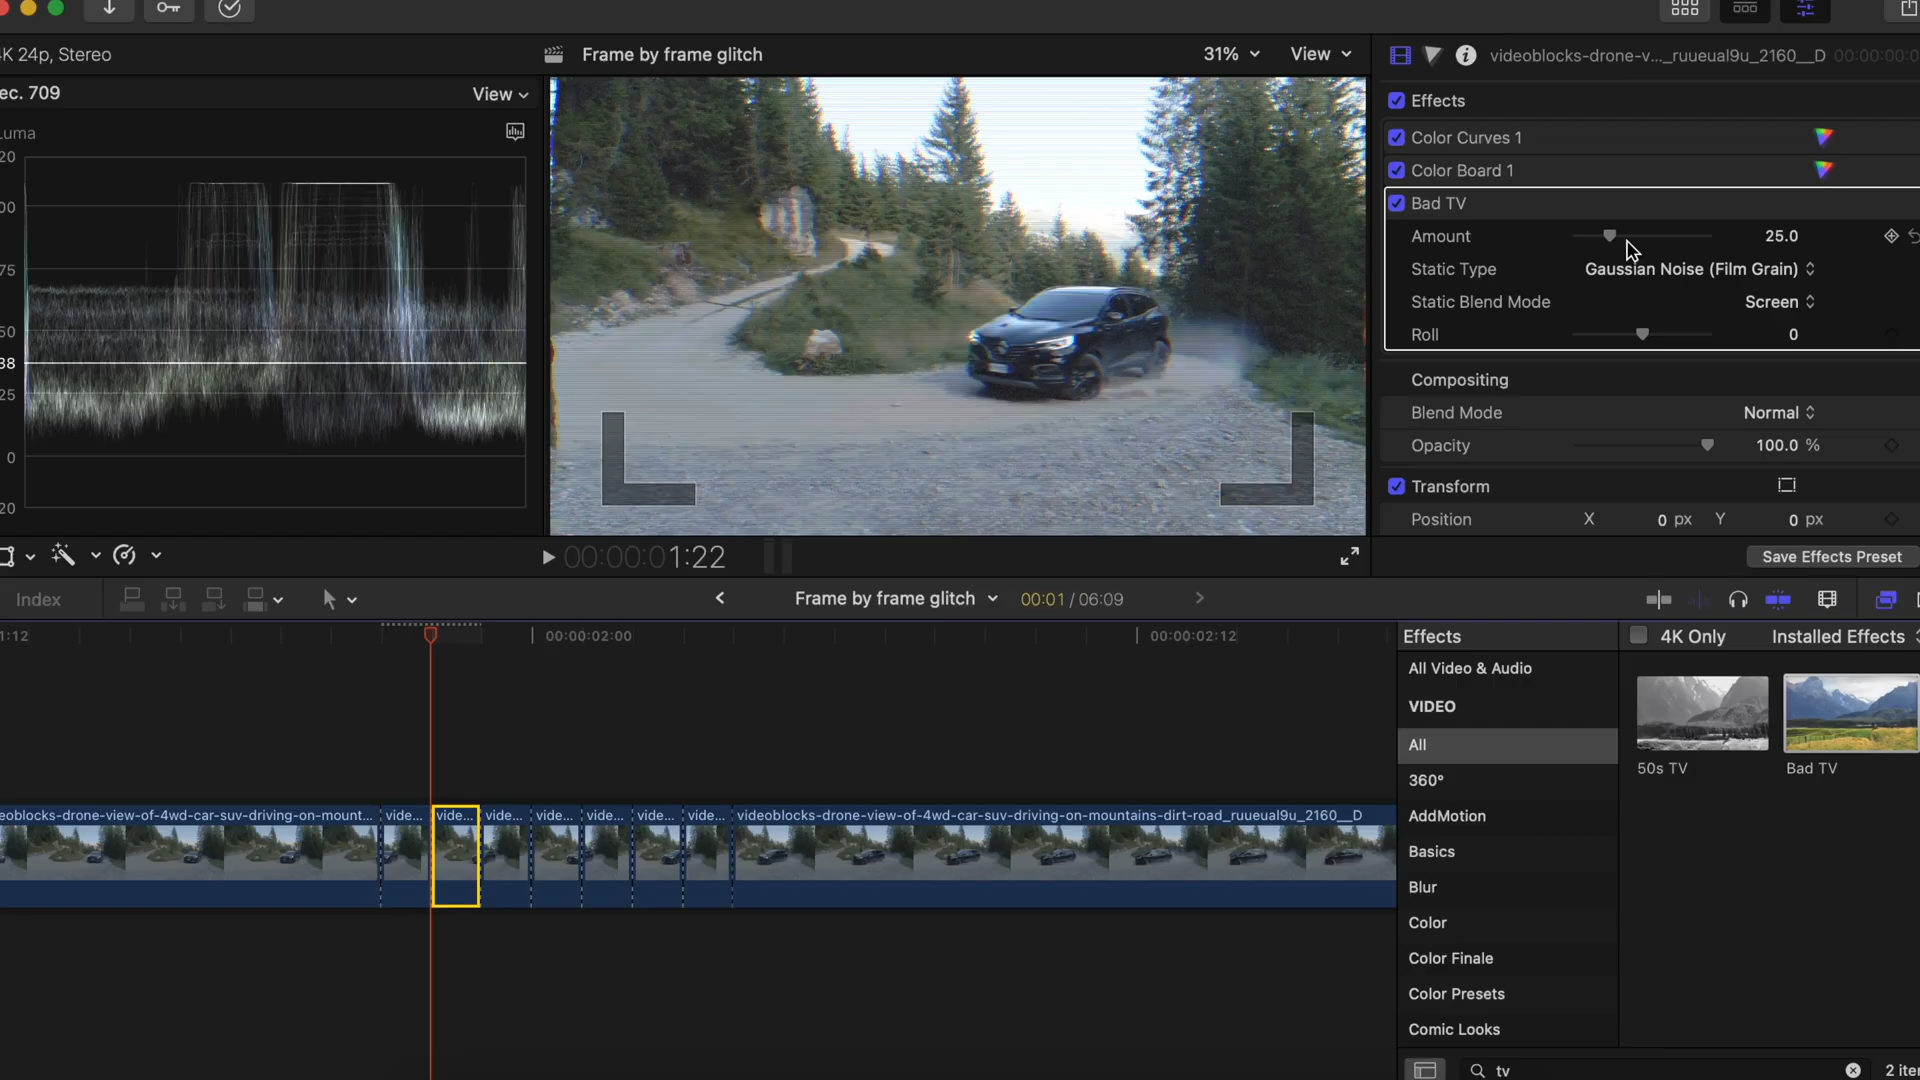 4K 24p, Stereo
Frame by frame glitch
31%
View
videoblocks-drone-v..._ruueual9u_2160__D
00:00:00:0
ec. 709
View
Luma
20
00
75
50
38
25
0
20
Effects
Color Curves 1
Color Board 1
Bad TV
Amount
25.0
Static Type
Gaussian Noise (Film Grain)
Static Blend Mode
Screen
Roll
0
Compositing
Blend Mode
Normal
Opacity
100.0 %
Transform
Position
X
0 px
Y
0 px
Save Effects Preset
00:00:01:22
Index
Frame by frame glitch
00:01 / 06:09
1:12
00:00:02:00
00:00:02:12
eoblocks-drone-view-of-4wd-car-suv-driving-on-mount...
vide...
vide...
vide...
vide...
vide...
vide...
vide...
videoblocks-drone-view-of-4wd-car-suv-driving-on-mountains-dirt-road_ruueual9u_2160__D
Effects
4K Only
Installed Effects
All Video & Audio
VIDEO
All
360°
AddMotion
Basics
Blur
Color
Color Finale
Color Presets
Comic Looks
50s TV
Bad TV
tv
2 ite